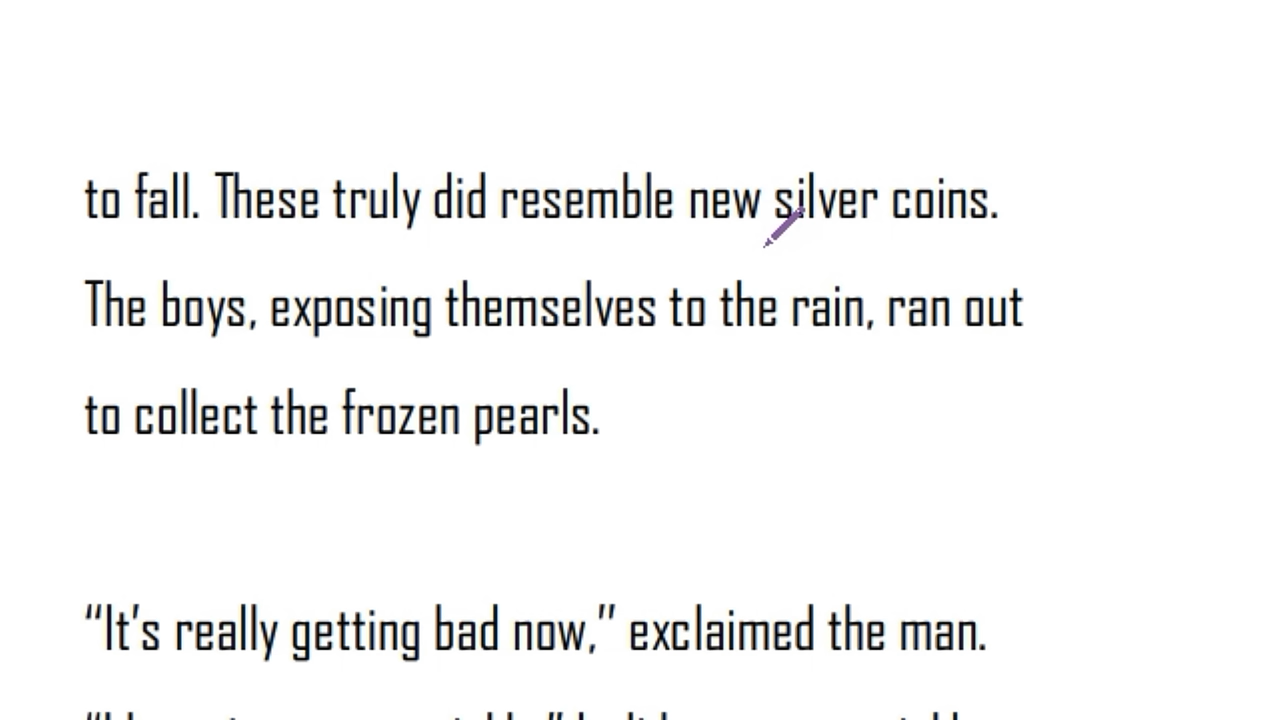 to fall. These truly did resemble new silver coins.
The boys, exposing themselves to the rain, ran out
to collect the frozen pearls.
“It’s really getting bad now,” exclaimed the man.